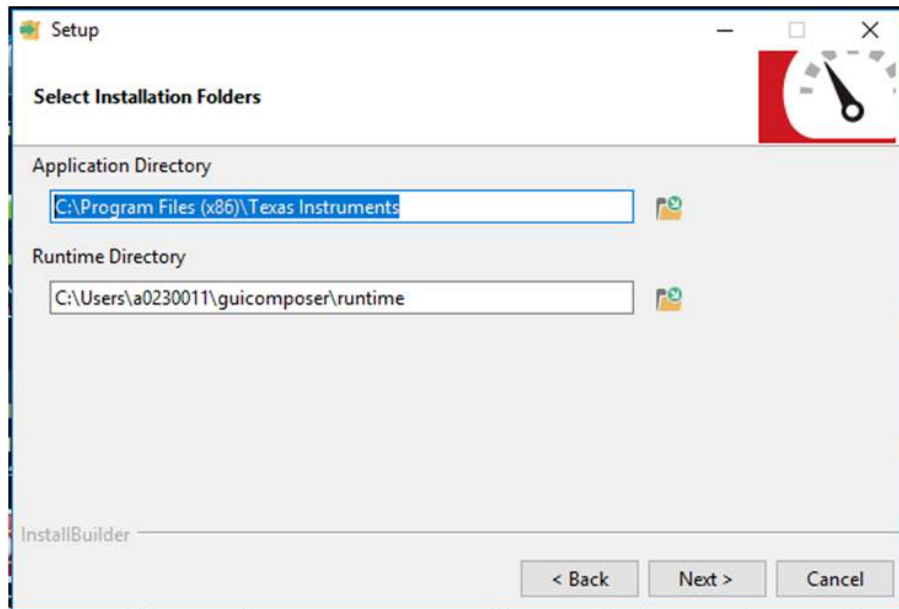 Setup
Select Installation Folders
Application Directory
C:\Program Files (x86)\Texas Instruments
Runtime Directory
C:\Users\a0230011\guicomposer\runtime
InstallBuilder
< Back Next > Cancel